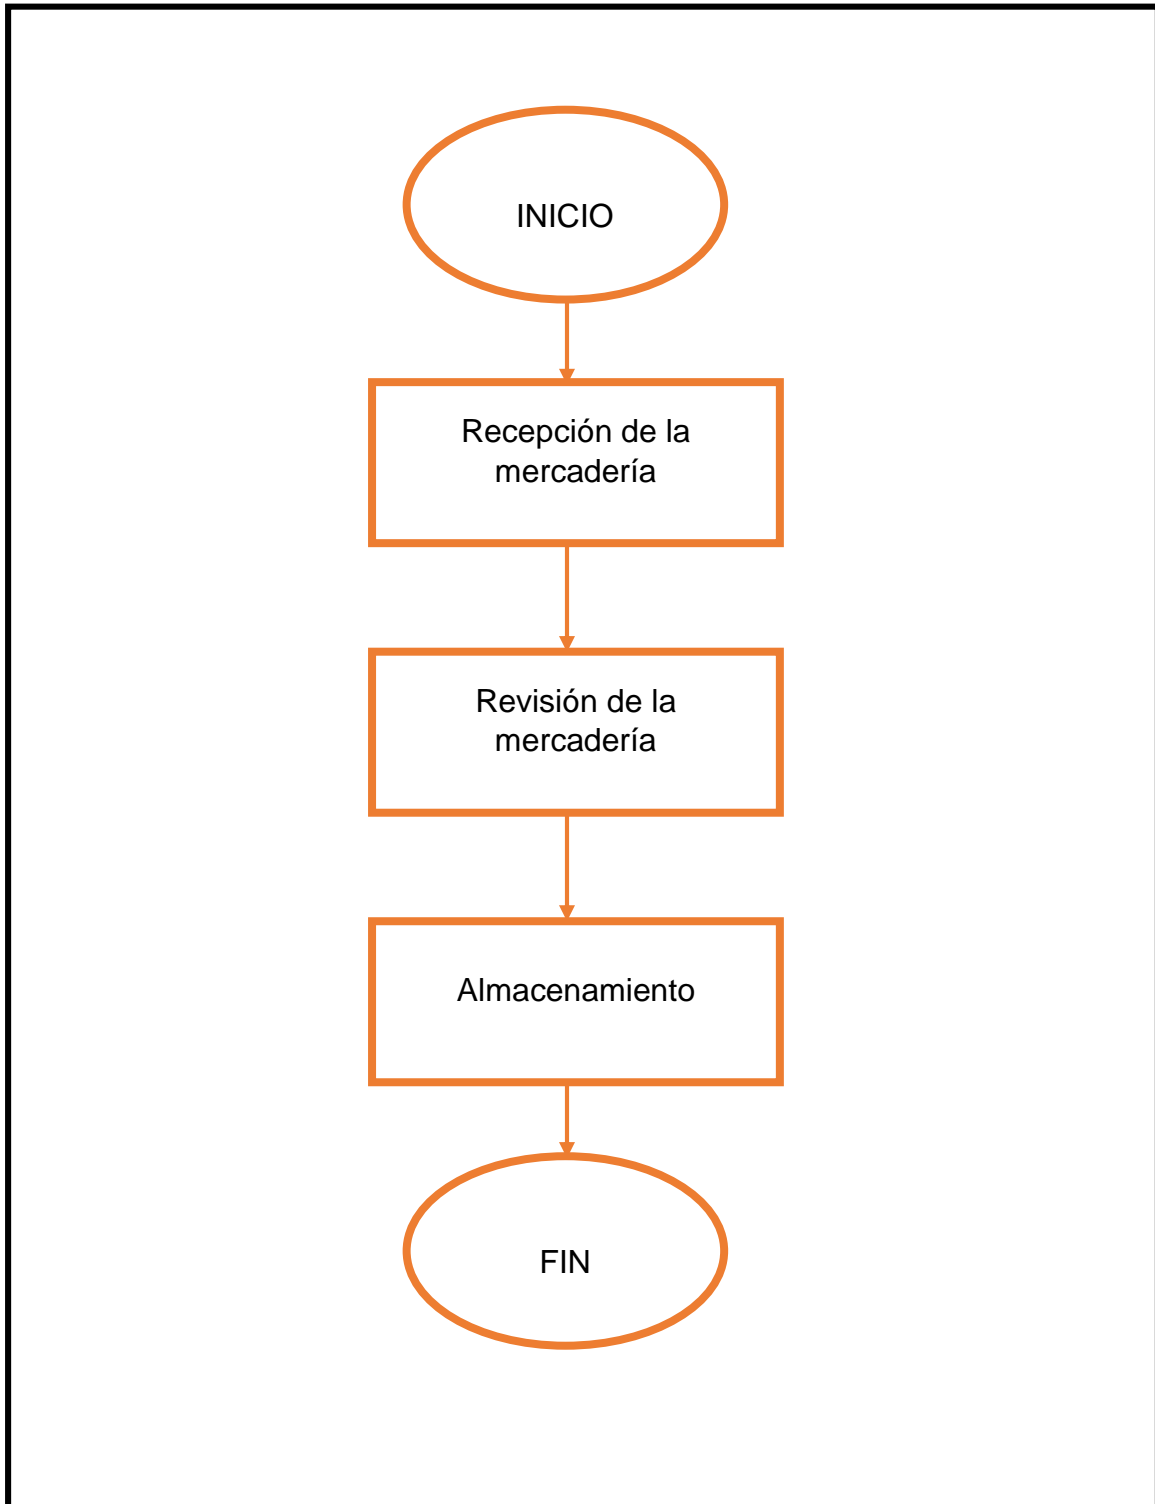 INICIO
Recepción de la
mercadería
Revisión de la
mercadería
Almacenamiento
FIN